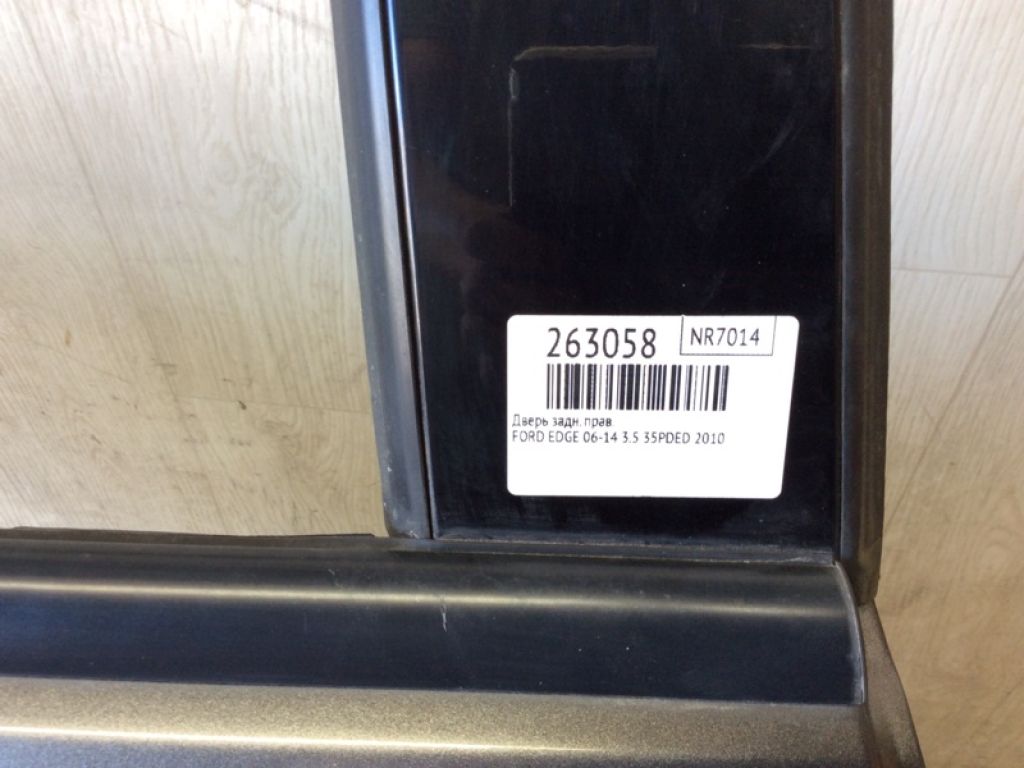 263058 NR7014
Дверь задн. прав.
FORD EDGE 06-14 3.5 35PDED 2010